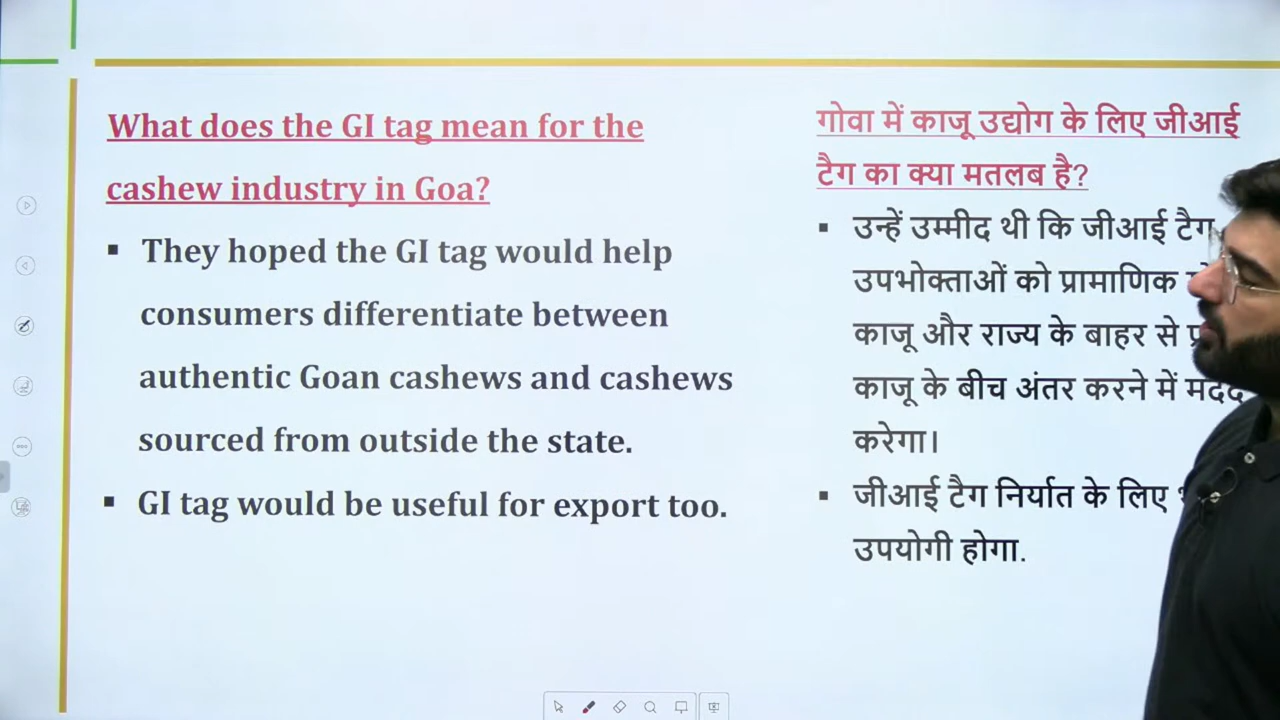 What does the GI tag mean for the
cashew industry in Goa?
▪ They hoped the GI tag would help
consumers differentiate between
authentic Goan cashews and cashews
sourced from outside the state.
▪ GI tag would be useful for export too.
गोवा में काजू उद्योग के लिए जीआई
टैग का क्या मतलब है?
▪ उन्हें उम्मीद थी कि जीआई टैग
उपभोक्ताओं को प्रामाणिक
काजू और राज्य के बाहर से
काजू के बीच अंतर करने में मदद
करेगा।
▪ जीआई टैग निर्यात के लिए
उपयोगी होगा.